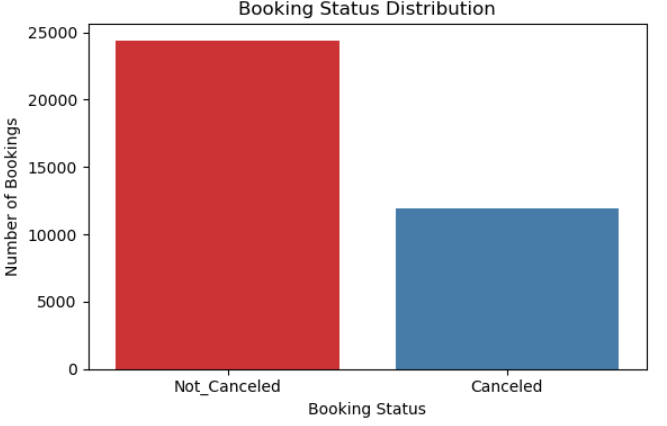 Booking Status Distribution
25000
20000
15000
10000
5000
0
Number of Bookings
Not_Canceled Canceled
Booking Status